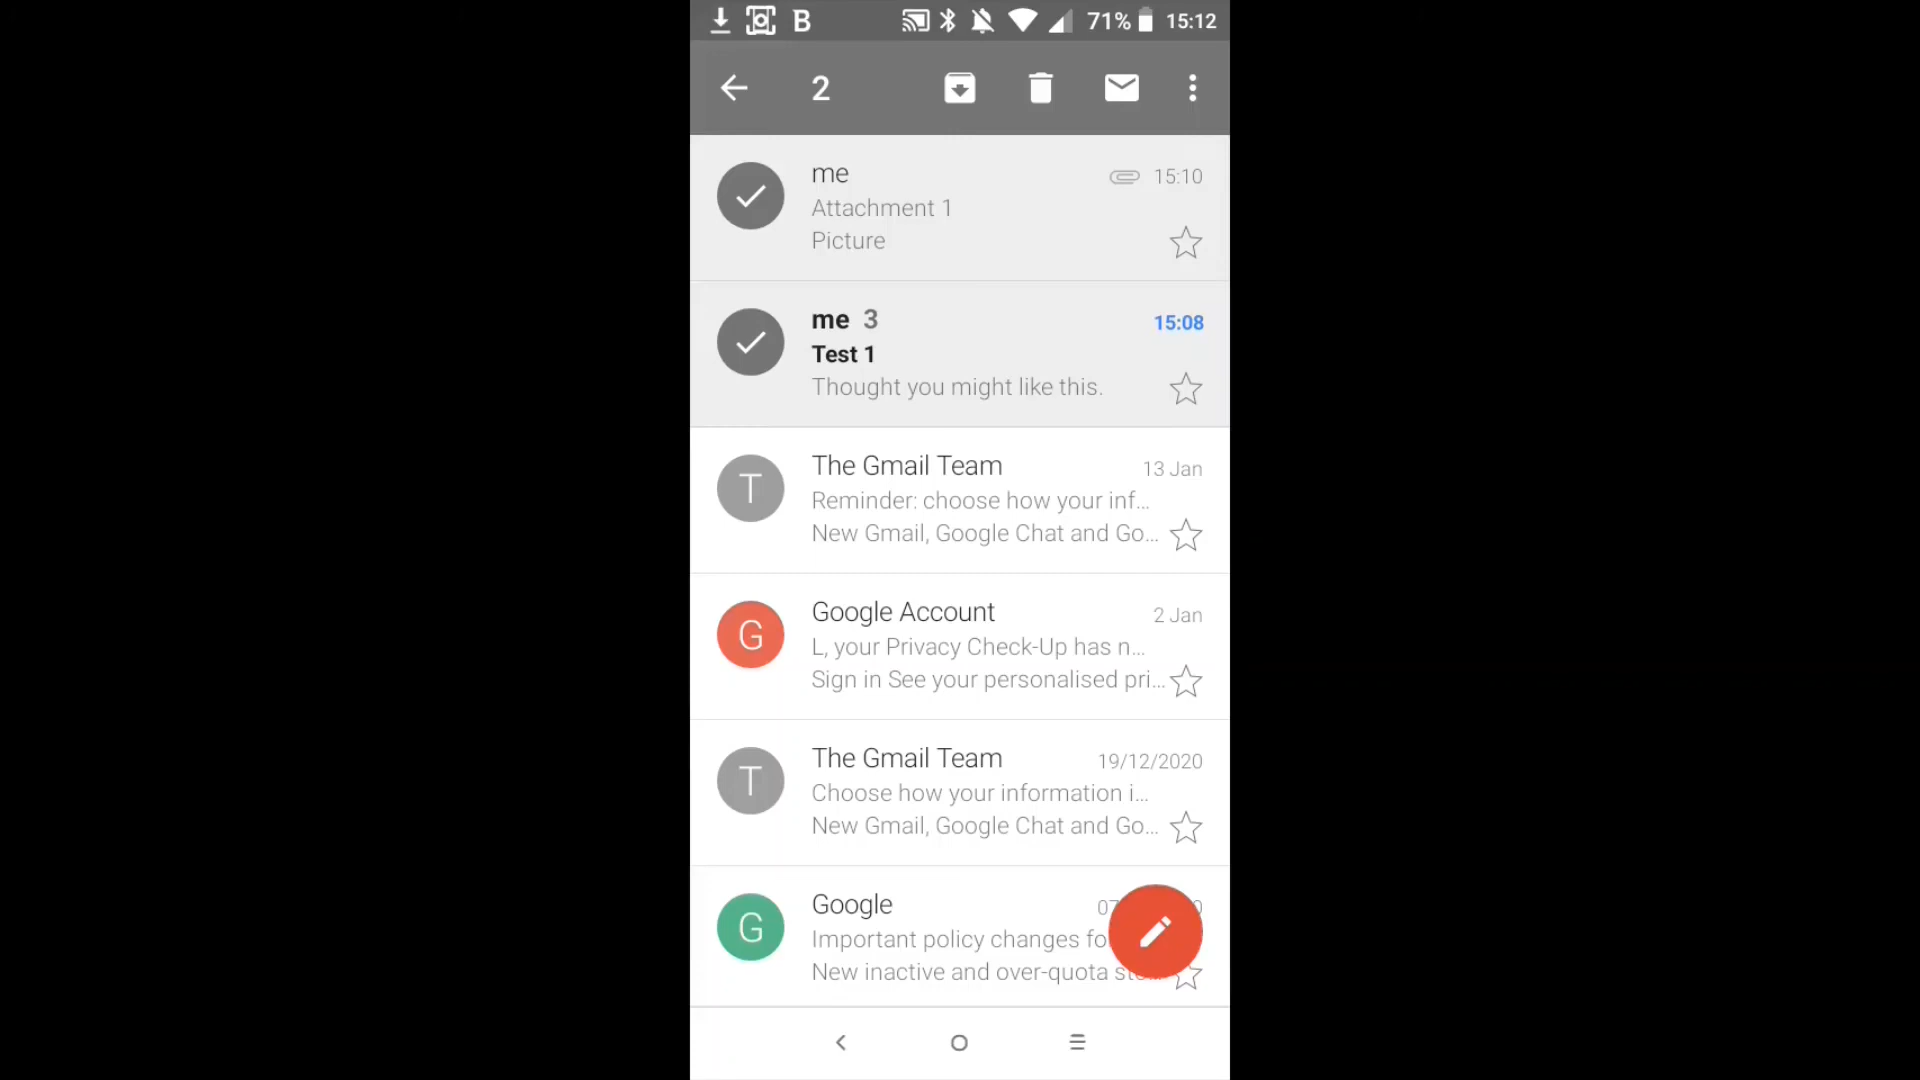 B 71% 15:12
2
me 15:10
Attachment 1
Picture
me 3 15:08
Test 1
Thought you might like this.
T The Gmail Team 13 Jan
Reminder: choose how your inf...
New Gmail, Google Chat and Go...
G Google Account 2 Jan
L, your Privacy Check-Up has n...
Sign in See your personalised pri...
T The Gmail Team 19/12/2020
Choose how your information i...
New Gmail, Google Chat and Go...
G Google
Important policy changes fo
New inactive and over-quota